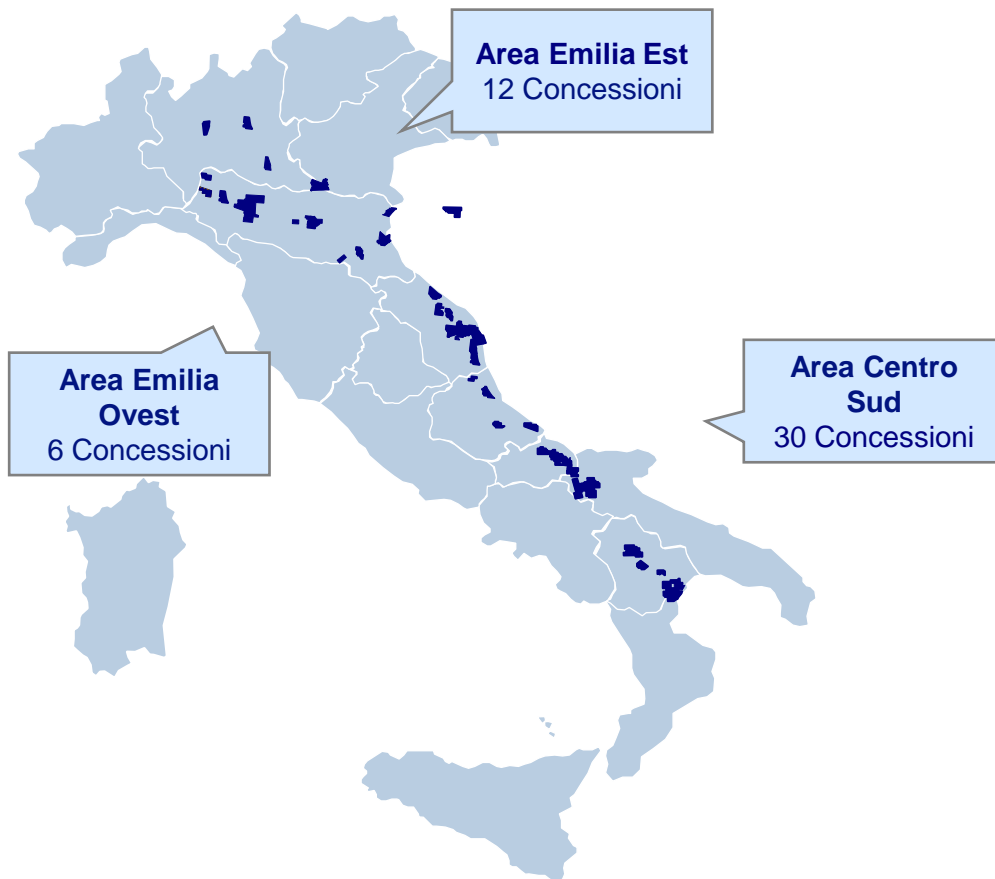 Area Emilia Est
12 Concessioni
Area Emilia
Ovest
6 Concessioni
Area Centro
Sud
30 Concessioni